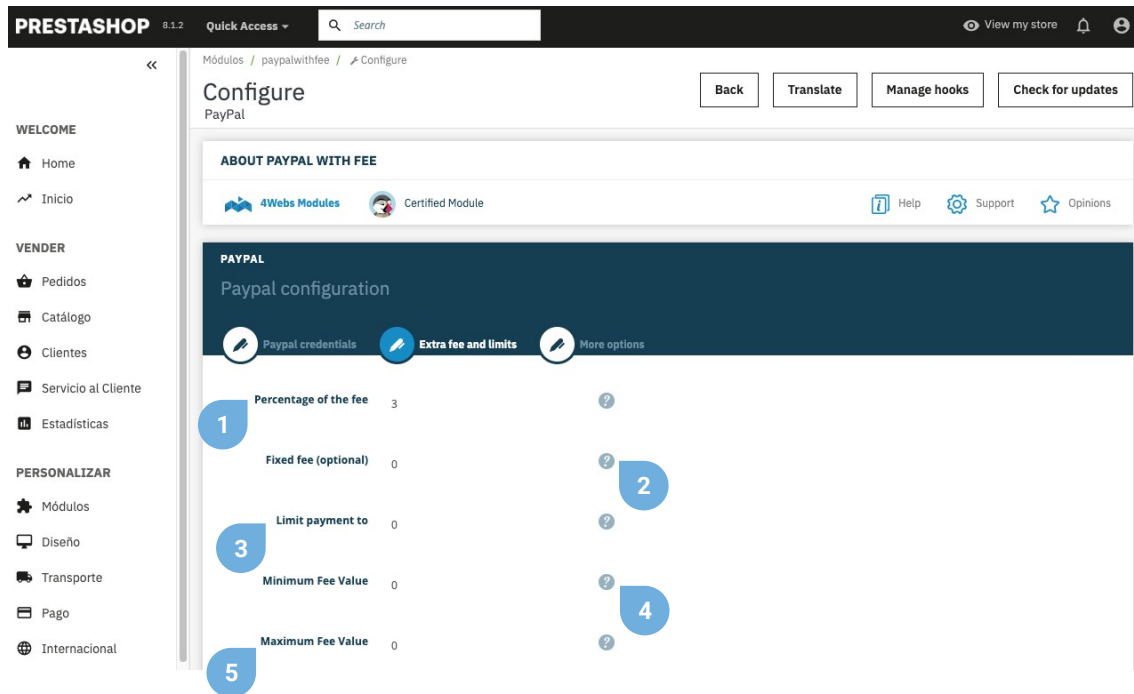 PRESTASHOP 8.1.2 Quick Access Search View my store
Módulos / paypalwithfee / Configure
Configure
PayPal
Back Translate Manage hooks Check for updates
WELCOME
Home
Inicio
VENDER
Pedidos
Catálogo
Clientes
Servicio al Cliente
Estadísticas
PERSONALIZAR
Módulos
Diseño
Transporte
Pago
Internacional
ABOUT PAYPAL WITH FEE
4Webs Modules Certified Module i Help Support Opinions
PAYPAL
Paypal configuration
Paypal credentials Extra fee and limits More options
Percentage of the fee 3 ?
1
Fixed fee (optional) 0 ?
2
Limit payment to 0 ?
3
Minimum Fee Value 0 ?
4
Maximum Fee Value 0 ?
5